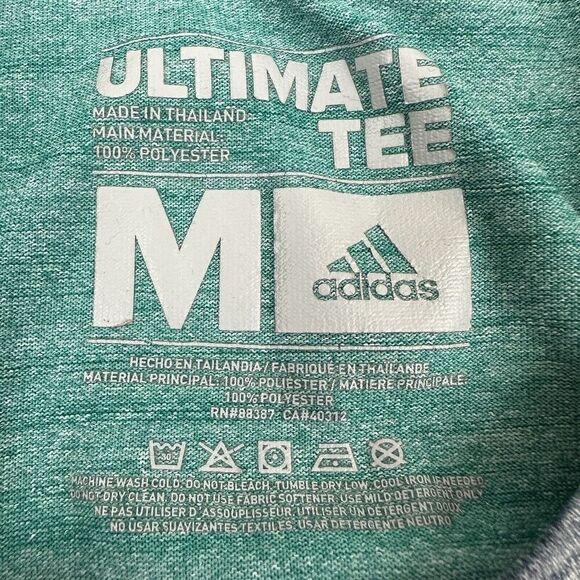 ULTIMATE
TEE
MADE IN THAILAND
MAIN MATERIAL:
100% POLYESTER
M
adidas
HECHO EN TAILANDIA / FABRIQUÉ EN THAÏLANDE
MATERIAL PRINCIPAL: 100% POLIÉSTER / MATIÈRE PRINCIPALE:
100% POLYESTER
RN#88387 CA#40312
30
MACHINE WASH COLD. DO NOT BLEACH, TUMBLE DRY LOW, COOL IRON IF NEEDED.
DO NOT DRY CLEAN. DO NOT USE FABRIC SOFTENER. USE MILD DETERGENT ONLY
NE PAS UTILISER D'ASSOUPLISSEUR. UTILISER UN DETERGENT DOUX
NO USAR SUAVIZANTES TEXTILES. USAR DETERGENTE NEUTRO